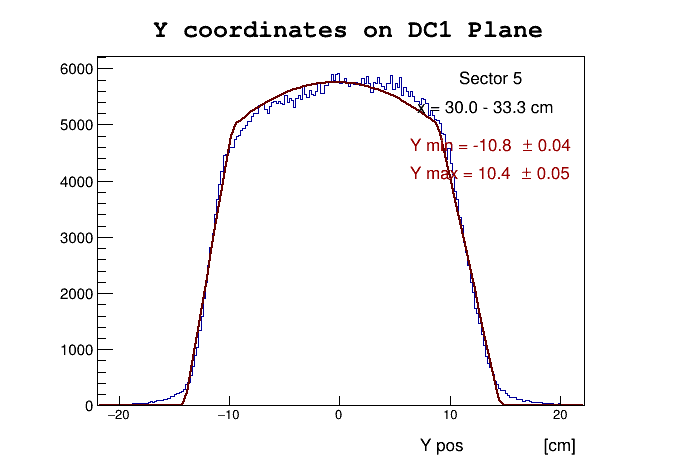 Y coordinates on DC1 Plane
6000
5000
4000
3000
2000
1000
0
Sector 5
x = 30.0 - 33.3 cm
Y min = -10.8 ± 0.04
Y max = 10.4 ± 0.05
−20 −10 0 10 20
Y pos [cm]